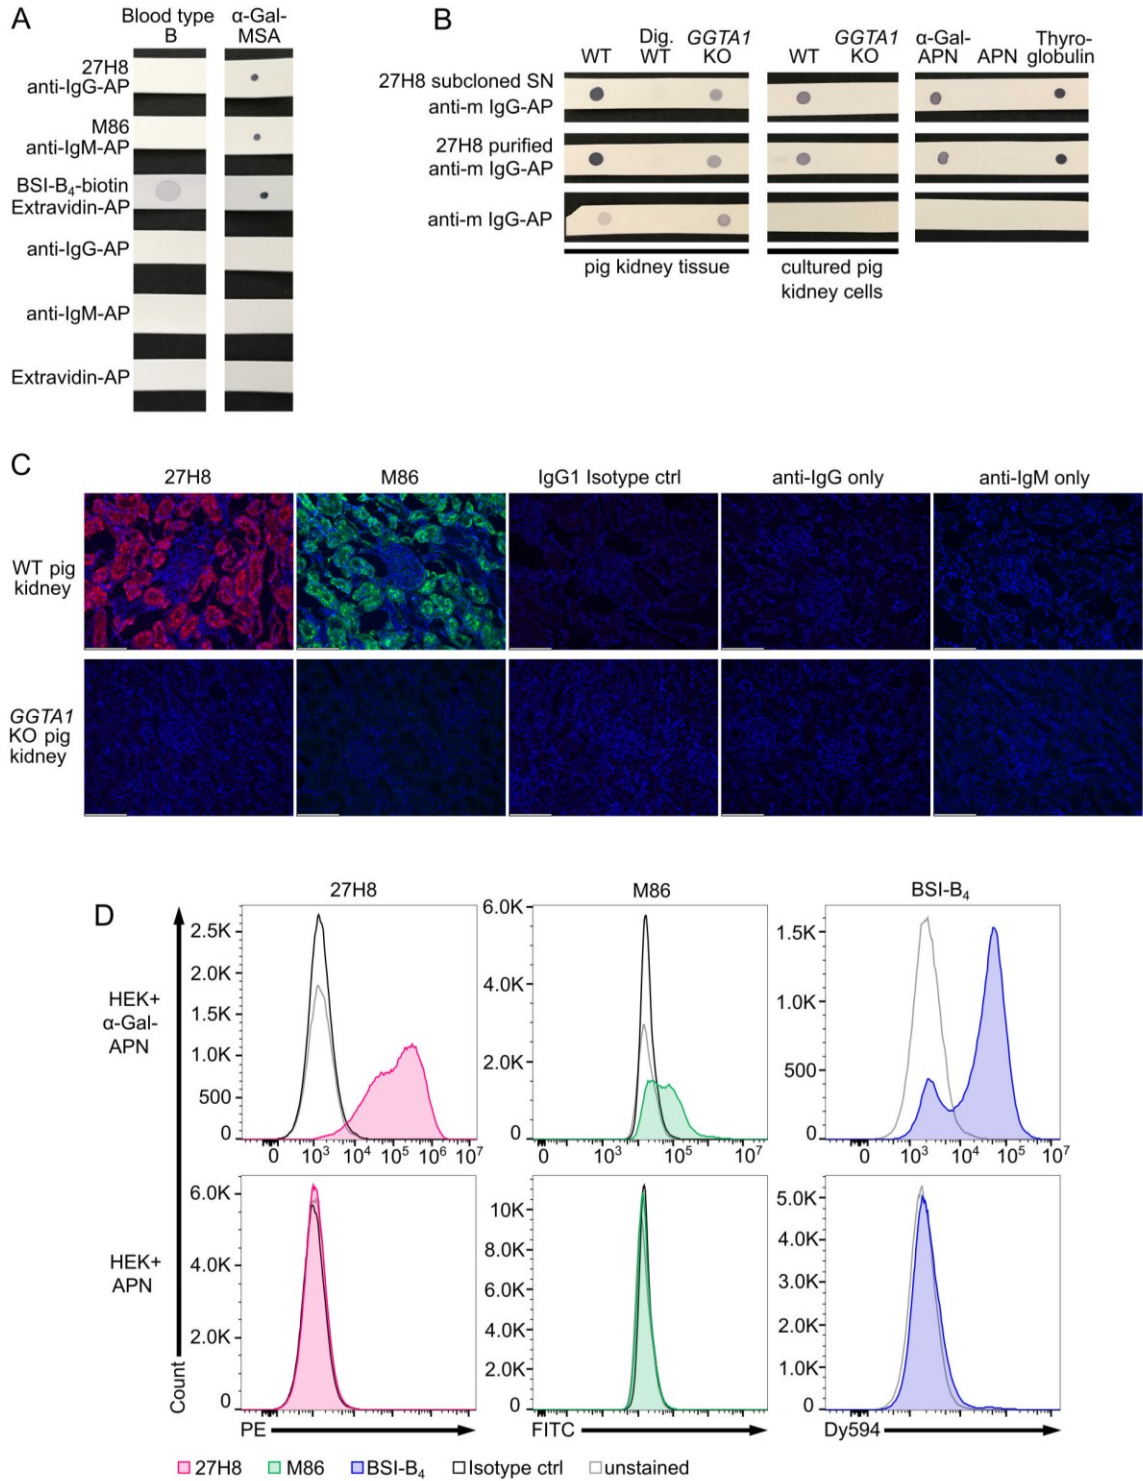 A
Blood type
B
α-Gal-
MSA
27H8
anti-IgG-AP
M86
anti-IgM-AP
BSI-B₄-biotin
Extravidin-AP
anti-IgG-AP
anti-IgM-AP
Extravidin-AP
B
WT
Dig.
WT
GGTA1
KO
WT
GGTA1
KO
α-Gal-
APN
APN
Thyro-
globulin
27H8 subcloned SN
anti-m IgG-AP
27H8 purified
anti-m IgG-AP
anti-m IgG-AP
pig kidney tissue
cultured pig
kidney cells
C
27H8
M86
IgG1 Isotype ctrl
anti-IgG only
anti-IgM only
WT pig
kidney
GGTA1
KO pig
kidney
D
27H8
M86
BSI-B₄
HEK+
α-Gal-
APN
2.5K
2.0K
1.5K
1.0K
500
0
0 10³ 10⁴ 10⁵ 10⁶ 10⁷
6.0K
4.0K
2.0K
0
0 10³ 10⁵ 10⁷
1.5K
1.0K
500
0
0 10³ 10⁴ 10⁵ 10⁷
HEK+
APN
6.0K
4.0K
2.0K
0
10K
8.0K
6.0K
4.0K
2.0K
0
5.0K
4.0K
3.0K
2.0K
1.0K
0
Count
PE
FITC
Dy594
27H8 M86 BSI-B₄ Isotype ctrl unstained